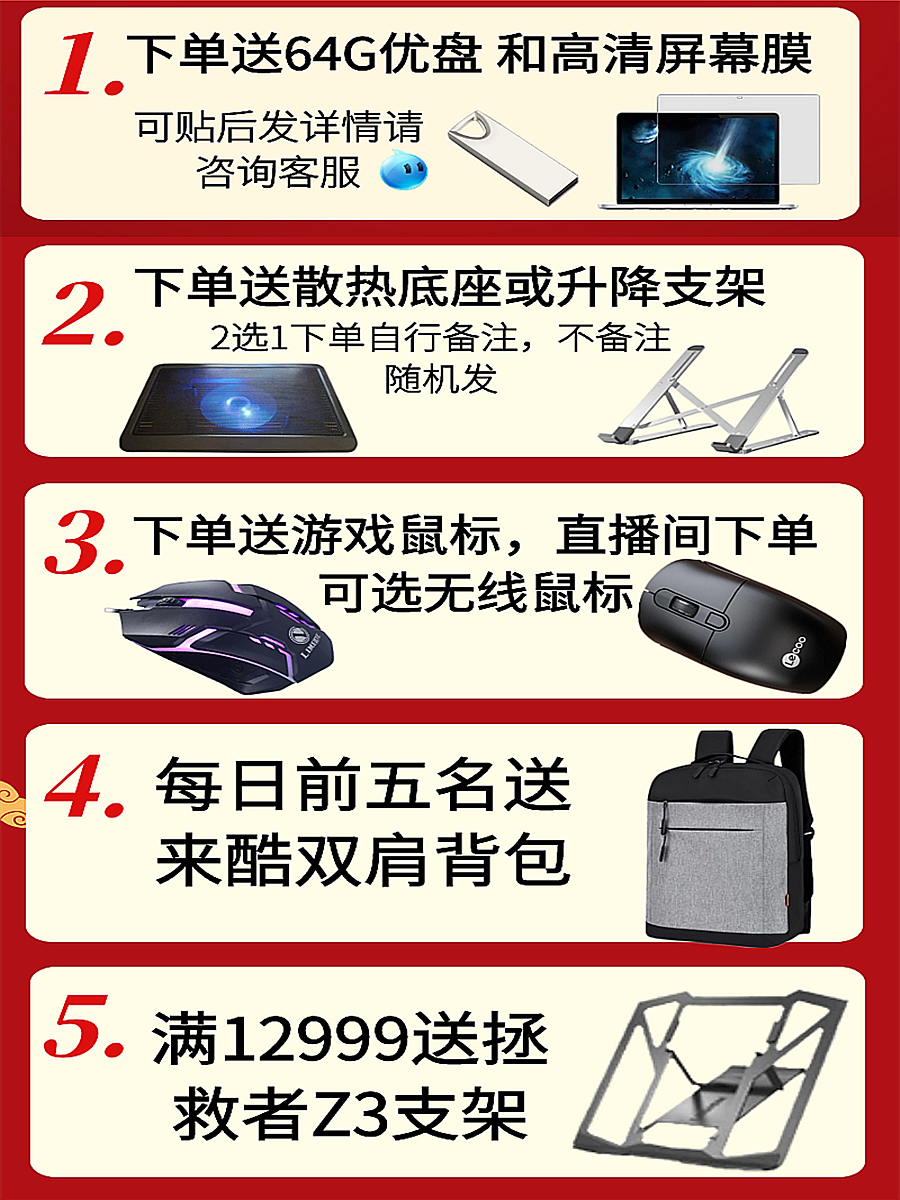 1.
下单送64G优盘 和高清屏幕膜
可贴后发详情请
咨询客服
2.
下单送散热底座或升降支架
2选1下单自行备注，不备注
随机发
3.
下单送游戏鼠标，直播间下单
可选无线鼠标
Lecoo
4.
每日前五名送
来酷双肩背包
5.
满12999送拯
救者Z3支架